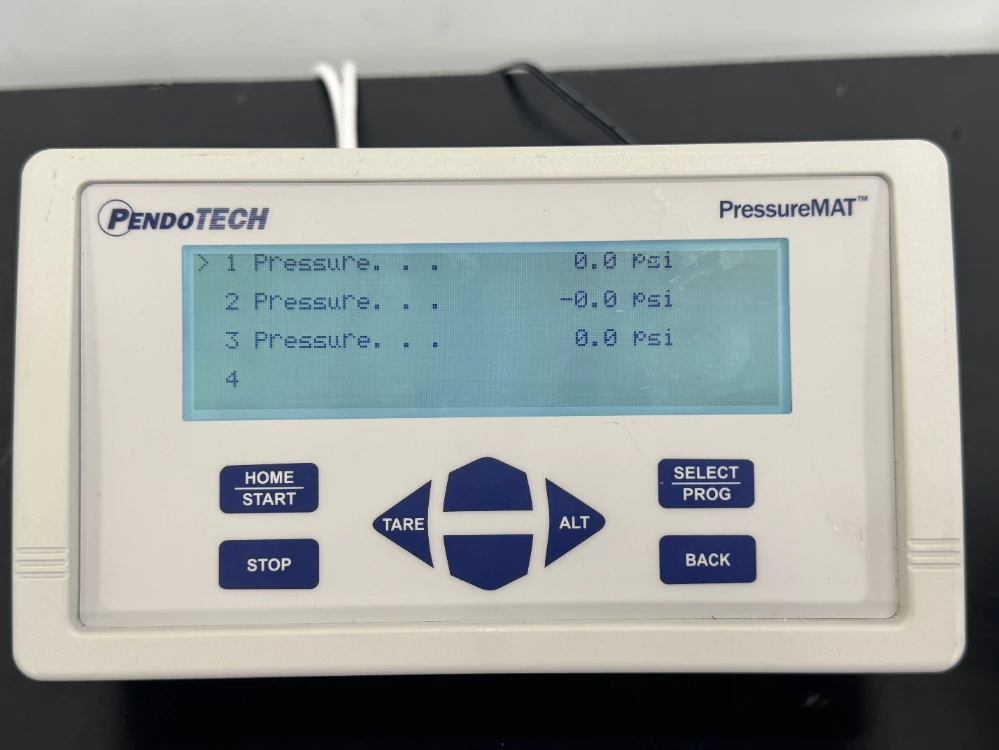 PENDOTECH
PressureMAT™
> 1 Pressure. . . 0.0 psi
2 Pressure. . . -0.0 psi
3 Pressure. . . 0.0 psi
4
HOME
START
SELECT
PROG
TARE
ALT
STOP
BACK